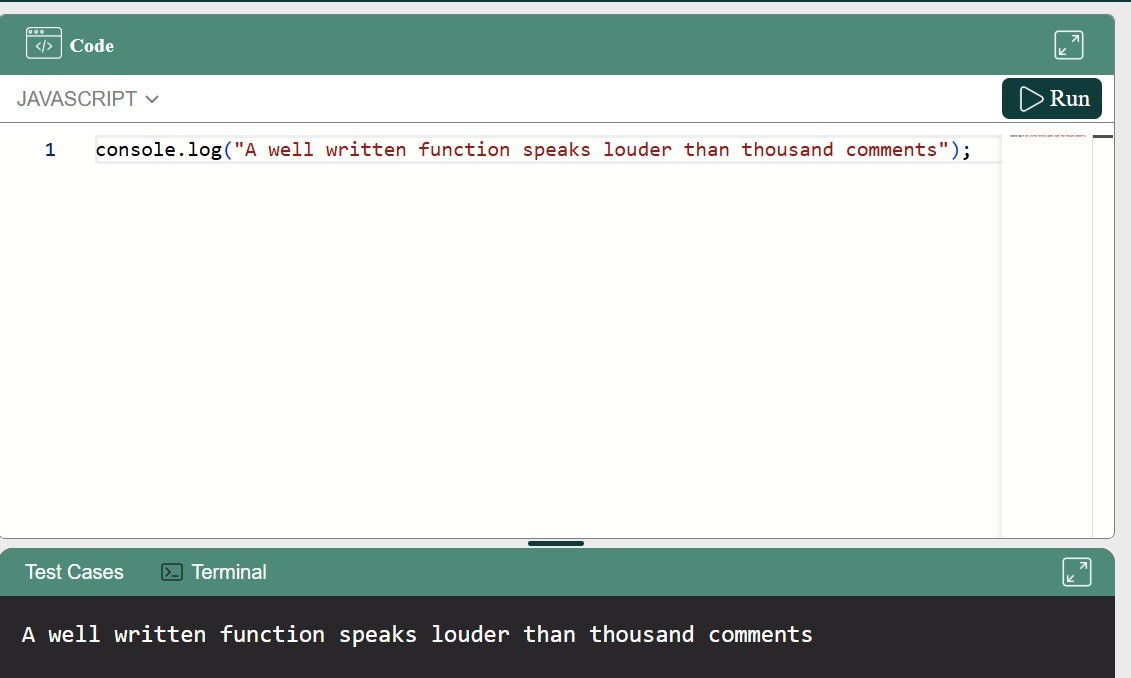 Code
JAVASCRIPT
Run
1 console.log("A well written function speaks louder than thousand comments");
Test Cases
Terminal
A well written function speaks louder than thousand comments